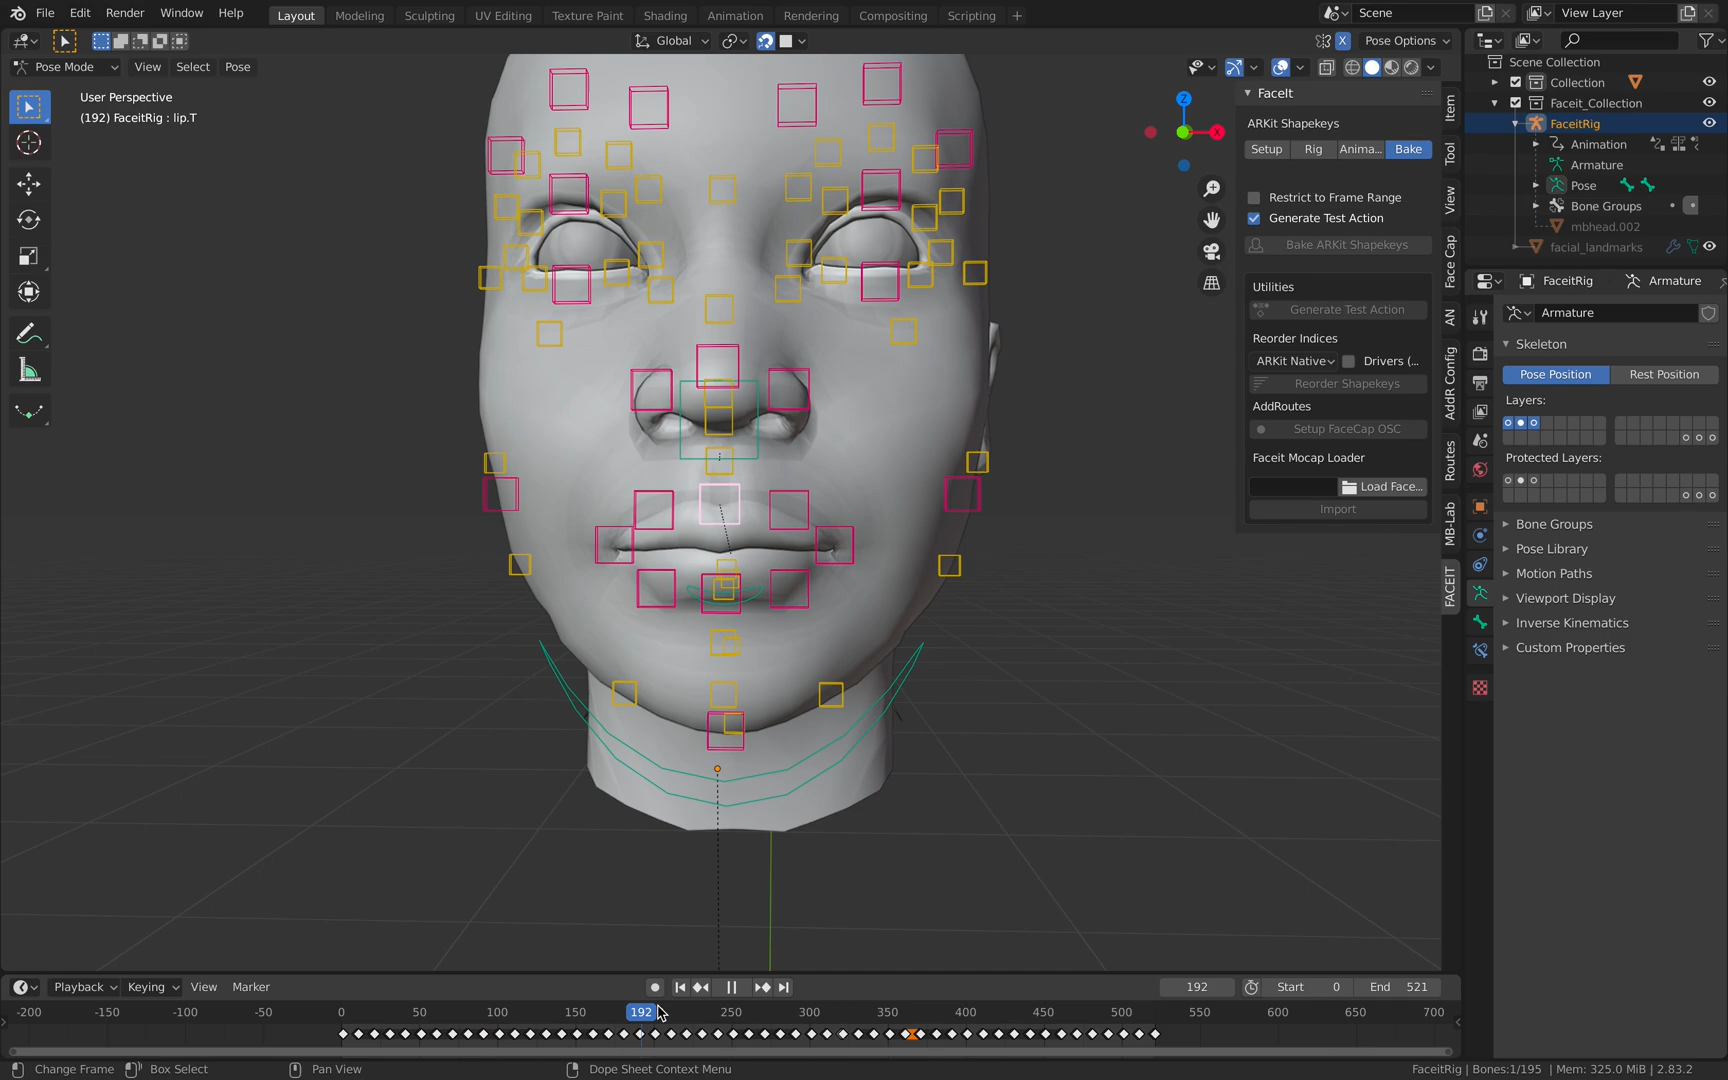 File Edit Render Window Help
Layout Modeling Sculpting UV Editing Texture Paint Shading Animation Rendering Compositing Scripting +
Scene View Layer
Global Pose Options
Pose Mode View Select Pose
User Perspective
(192) FaceitRig : lip.T
Z
X
FaceIt
ARKit Shapekeys
Setup Rig Anima... Bake
Restrict to Frame Range
Generate Test Action
Bake ARKit Shapekeys
Utilities
Generate Test Action
Reorder Indices
ARKit Native Drivers (...
Reorder Shapekeys
AddRoutes
Setup FaceCap OSC
Faceit Mocap Loader
Load Face...
Import
Item
Tool
View
Face Cap
AN
AddR Config
Routes
MB-Lab
FACEIT
Scene Collection
Collection
Faceit_Collection
FaceitRig
Animation
Armature
Pose
Bone Groups
mbhead.002
facial_landmarks
FaceitRig Armature
Armature
Skeleton
Pose Position Rest Position
Layers:
Protected Layers:
Bone Groups
Pose Library
Motion Paths
Viewport Display
Inverse Kinematics
Custom Properties
Playback Keying View Marker 192 Start 0 End 521
-200 -150 -100 -50 0 50 100 150 192 250 300 350 400 450 500 550 600 650 700
Change Frame Box Select Pan View Dope Sheet Context Menu FaceitRig | Bones:1/195 | Mem: 325.0 MiB | 2.83.2